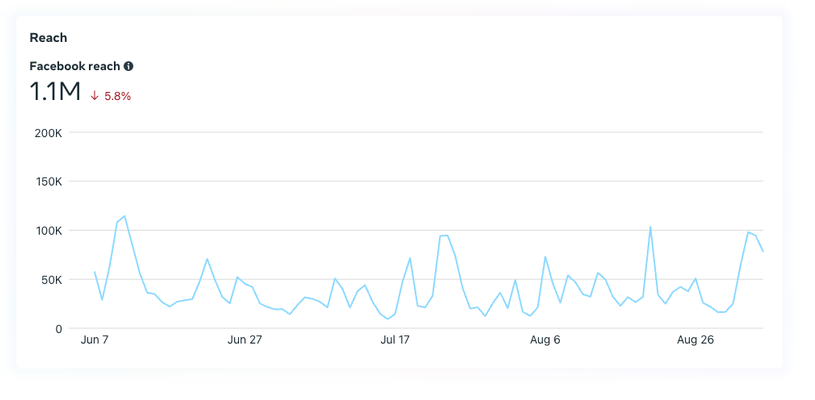 Reach
Facebook reach
1.1M ↓ 5.8%
200K
150K
100K
50K
0
Jun 7 Jun 27 Jul 17 Aug 6 Aug 26